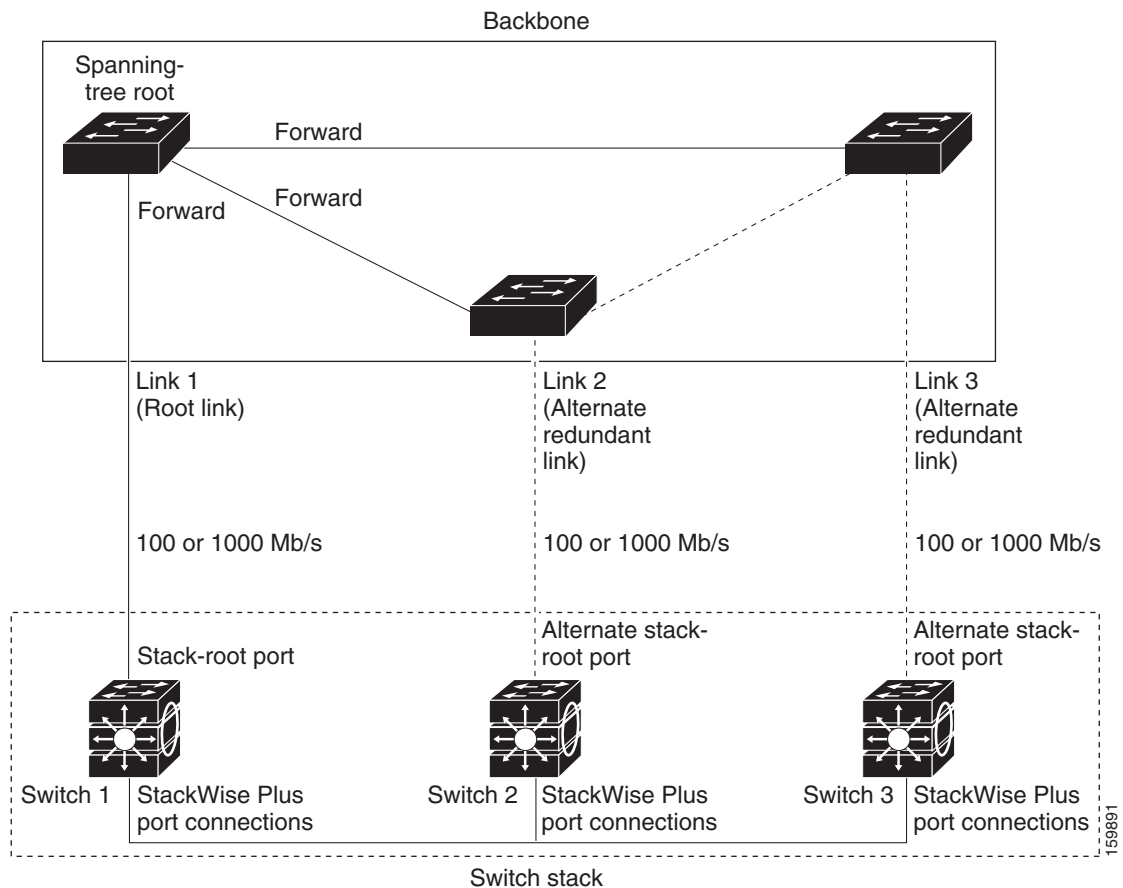 Backbone
Spanning-
tree root
Forward
Forward
Forward
Link 1
(Root link)
Link 2
(Alternate
redundant
link)
Link 3
(Alternate
redundant
link)
100 or 1000 Mb/s
100 or 1000 Mb/s
100 or 1000 Mb/s
Stack-root port
Alternate stack-
root port
Alternate stack-
root port
Switch 1
StackWise Plus
port connections
Switch 2
StackWise Plus
port connections
Switch 3
StackWise Plus
port connections
159891
Switch stack